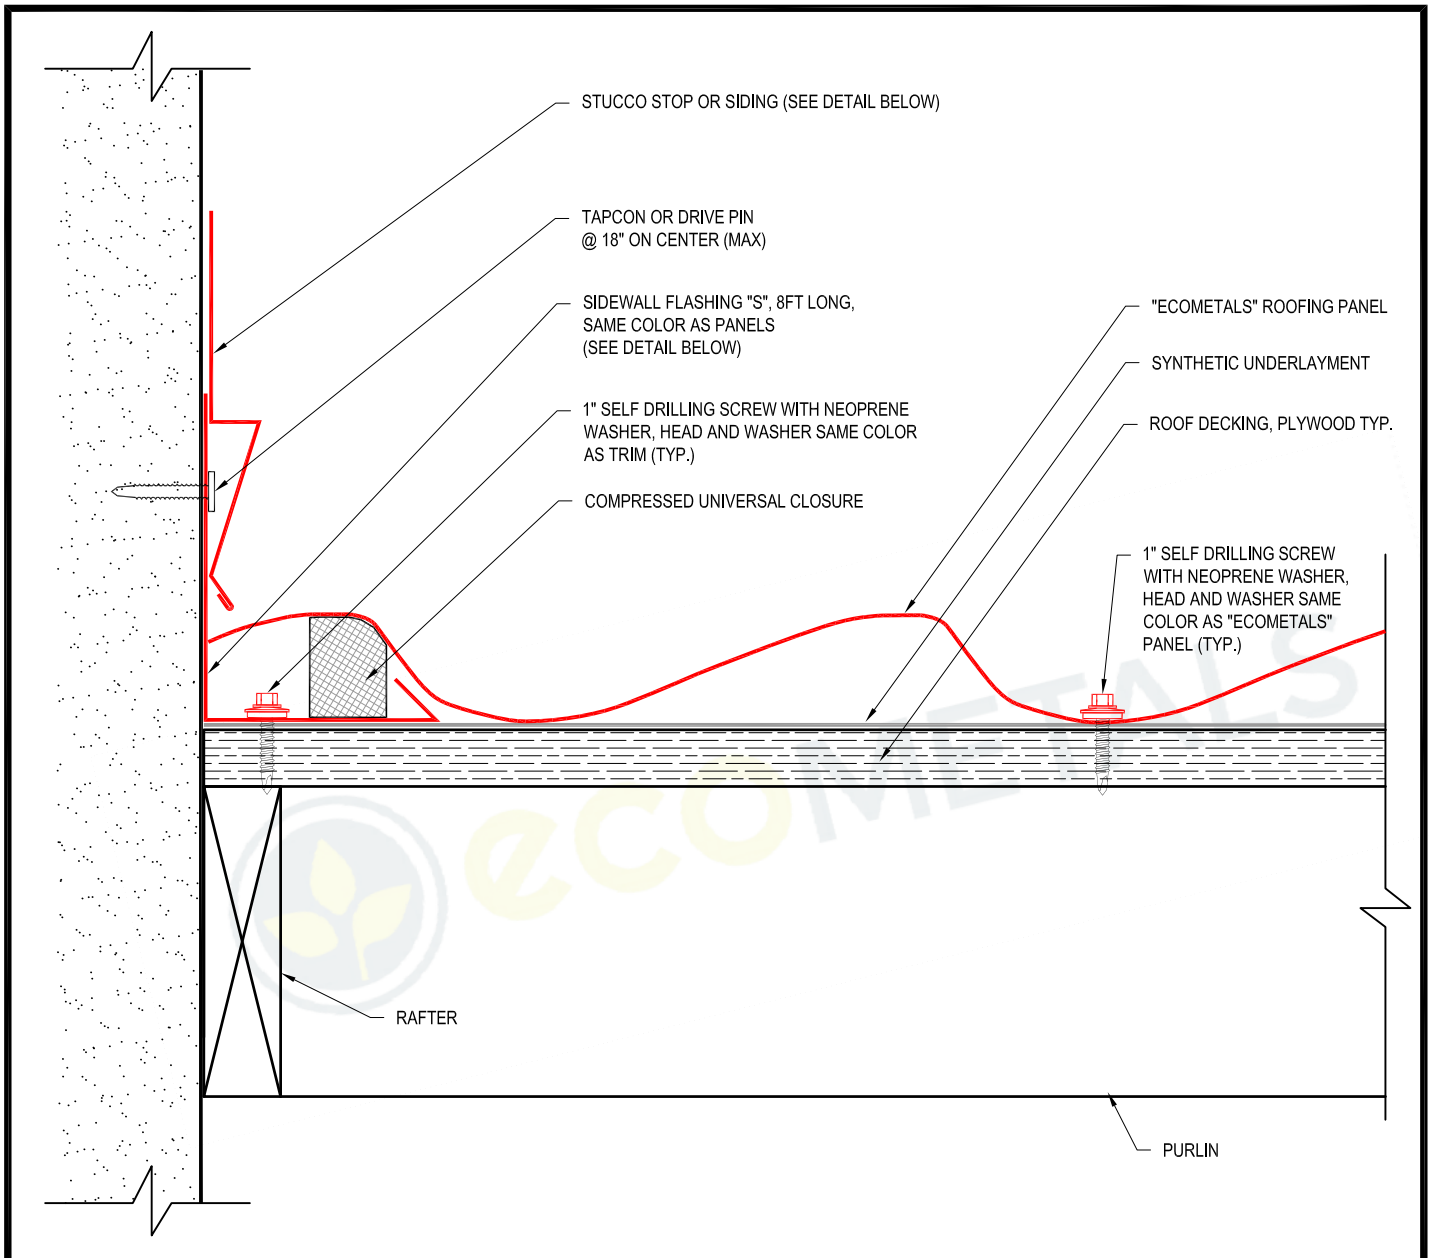 STUCCO STOP OR SIDING (SEE DETAIL BELOW)
TAPCON OR DRIVE PIN
@ 18" ON CENTER (MAX)
SIDEWALL FLASHING "S", 8FT LONG,
SAME COLOR AS PANELS
(SEE DETAIL BELOW)
1" SELF DRILLING SCREW WITH NEOPRENE
WASHER, HEAD AND WASHER SAME COLOR
AS TRIM (TYP.)
COMPRESSED UNIVERSAL CLOSURE
"ECOMETALS" ROOFING PANEL
SYNTHETIC UNDERLAYMENT
ROOF DECKING, PLYWOOD TYP.
1" SELF DRILLING SCREW
WITH NEOPRENE WASHER,
HEAD AND WASHER SAME
COLOR AS "ECOMETALS"
PANEL (TYP.)
ecoMETALS
RAFTER
PURLIN